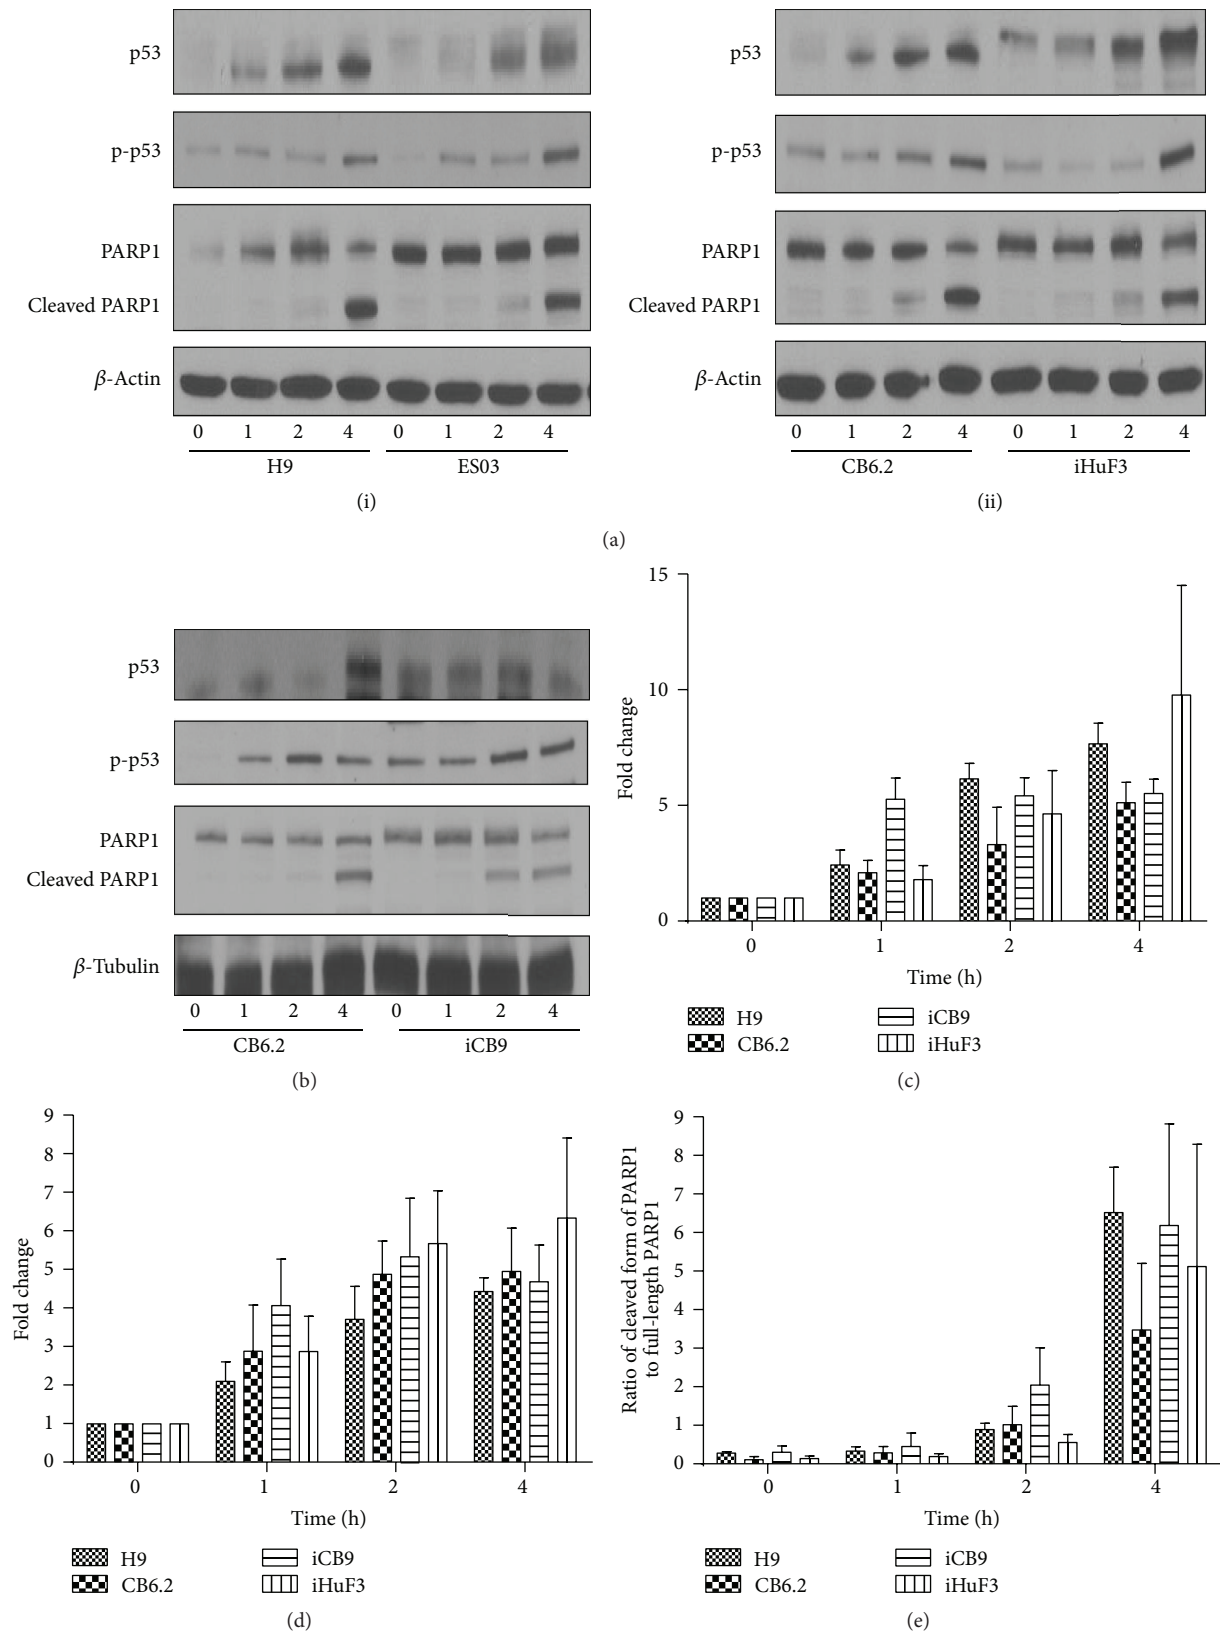 p53
p-p53
PARP1
Cleaved PARP1
β-Actin
0 1 2 4 0 1 2 4
H9 ES03
(i)
p53
p-p53
PARP1
Cleaved PARP1
β-Actin
0 1 2 4 0 1 2 4
CB6.2 iHuF3
(ii)
(a)
p53
p-p53
PARP1
Cleaved PARP1
β-Tubulin
0 1 2 4 0 1 2 4
CB6.2 iCB9
(b)
15
10
5
0
Fold change
0 1 2 4
Time (h)
H9 iCB9
CB6.2 iHuF3
(c)
9
8
7
6
5
4
3
2
1
0
Fold change
0 1 2 4
Time (h)
H9 iCB9
CB6.2 iHuF3
(d)
9
8
7
6
5
4
3
2
1
0
Ratio of cleaved form of PARP1
to full-length PARP1
0 1 2 4
Time (h)
H9 iCB9
CB6.2 iHuF3
(e)